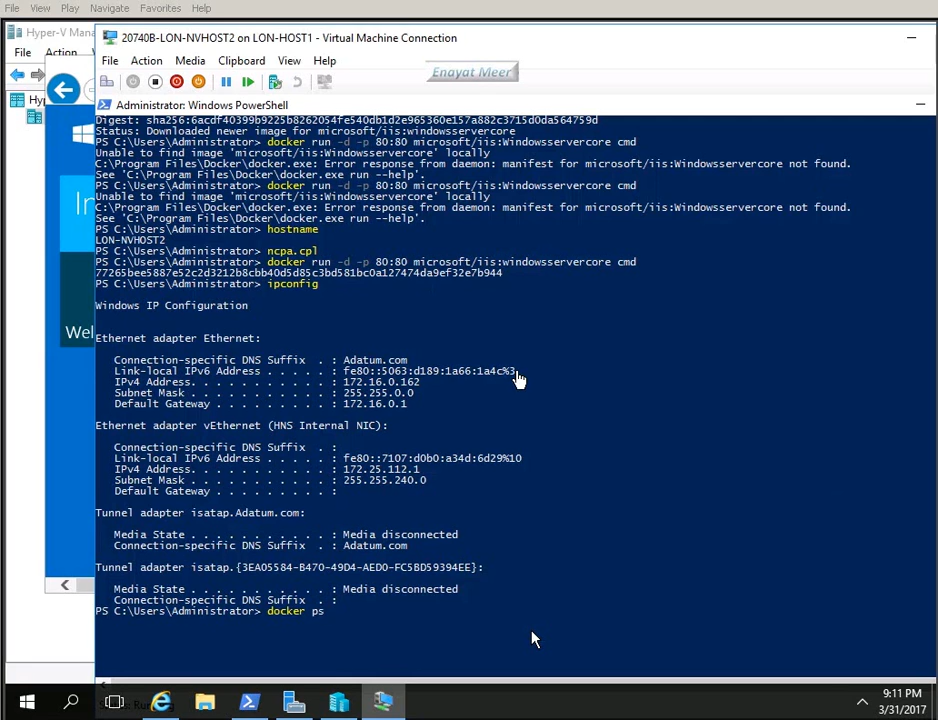 File View Play Navigate Favorites Help
Hyper-V Mana
File Action
Hyp
In
Wel
20740B-LON-NVHOST2 on LON-HOST1 - Virtual Machine Connection
File Action Media Clipboard View Help
Enayat Meer
Administrator: Windows PowerShell
Digest: sha256:6acdf40399b9225b8262054fe540db1d2e965360e157a882c3715d0da564759d
Status: Downloaded newer image for microsoft/iis:windowsservercore
PS C:\Users\Administrator> docker run -d -p 80:80 microsoft/iis:Windowsservercore cmd
Unable to find image 'microsoft/iis:Windowsservercore' locally
C:\Program Files\Docker\docker.exe: Error response from daemon: manifest for microsoft/iis:Windowsservercore not found.
See 'C:\Program Files\Docker\docker.exe run --help'.
PS C:\Users\Administrator> docker run -d -p 80:80 microsoft/iis:Windowsservercore cmd
Unable to find image 'microsoft/iis:Windowsservercore' locally
C:\Program Files\Docker\docker.exe: Error response from daemon: manifest for microsoft/iis:Windowsservercore not found.
See 'C:\Program Files\Docker\docker.exe run --help'.
PS C:\Users\Administrator> hostname
LON-NVHOST2
PS C:\Users\Administrator> ncpa.cpl
PS C:\Users\Administrator> docker run -d -p 80:80 microsoft/iis:windowsservercore cmd
77265bee5887e52c2d3212b8cbb40d5d85c3bd581bc0a127474da9ef32e7b944
PS C:\Users\Administrator> ipconfig
Windows IP Configuration
Ethernet adapter Ethernet:
Connection-specific DNS Suffix . : Adatum.com
Link-local IPv6 Address . . . . . : fe80::5063:d189:1a66:1a4c%3
IPv4 Address. . . . . . . . . . . : 172.16.0.162
Subnet Mask . . . . . . . . . . . : 255.255.0.0
Default Gateway . . . . . . . . . : 172.16.0.1
Ethernet adapter vEthernet (HNS Internal NIC):
Connection-specific DNS Suffix . :
Link-local IPv6 Address . . . . . : fe80::7107:d0b0:a34d:6d29%10
IPv4 Address. . . . . . . . . . . : 172.25.112.1
Subnet Mask . . . . . . . . . . . : 255.255.240.0
Default Gateway . . . . . . . . . :
Tunnel adapter isatap.Adatum.com:
Media State . . . . . . . . . . . : Media disconnected
Connection-specific DNS Suffix . : Adatum.com
Tunnel adapter isatap.{3EA05584-B470-49D4-AED0-FC5BD59394EE}:
Media State . . . . . . . . . . . : Media disconnected
Connection-specific DNS Suffix . :
PS C:\Users\Administrator> docker ps
9:11 PM
3/31/2017